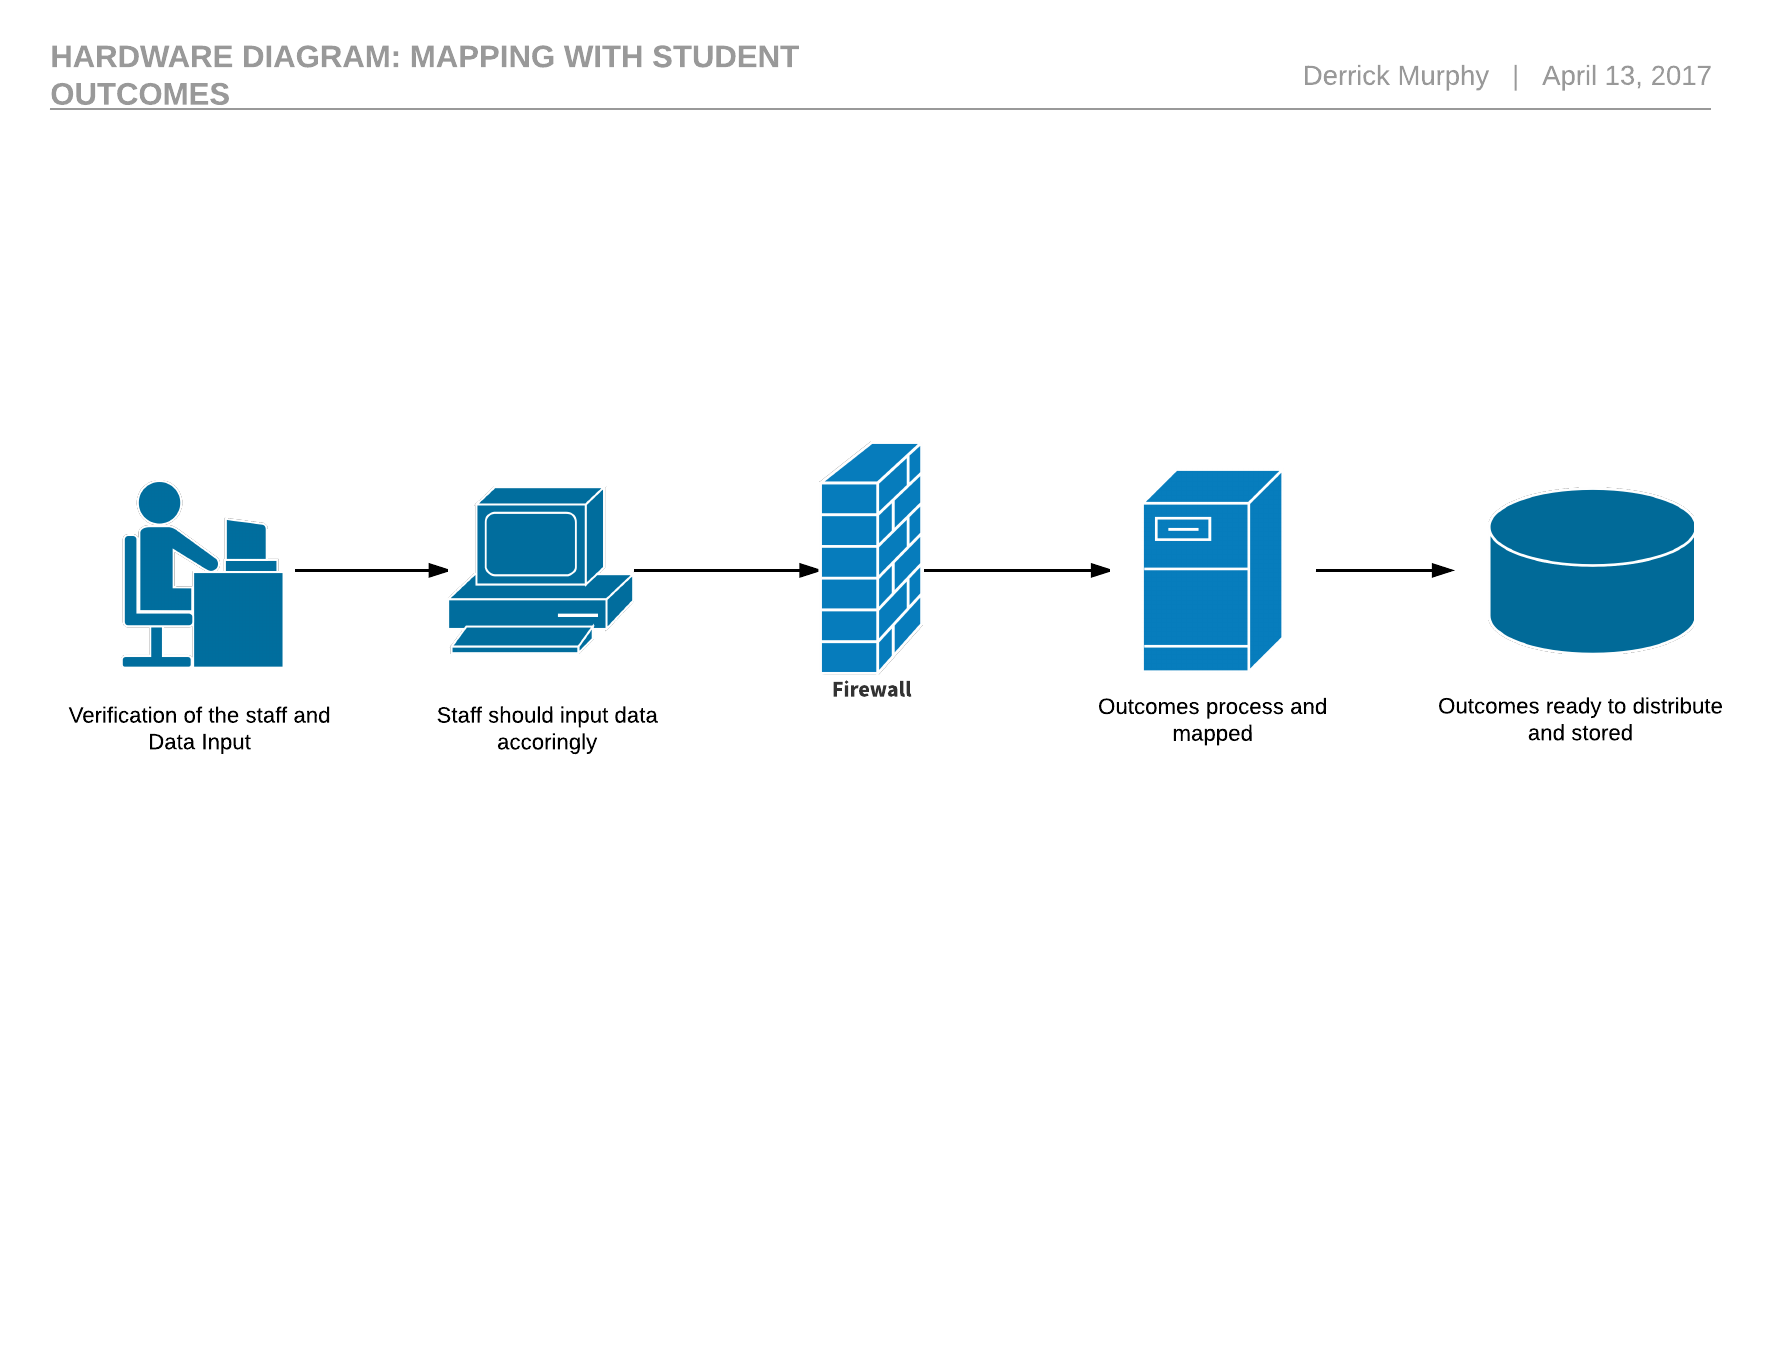 HARDWARE DIAGRAM: MAPPING WITH STUDENT
OUTCOMES
Derrick Murphy | April 13, 2017
Firewall
Verification of the staff and
Data Input
Staff should input data
accoringly
Outcomes process and
mapped
Outcomes ready to distribute
and stored